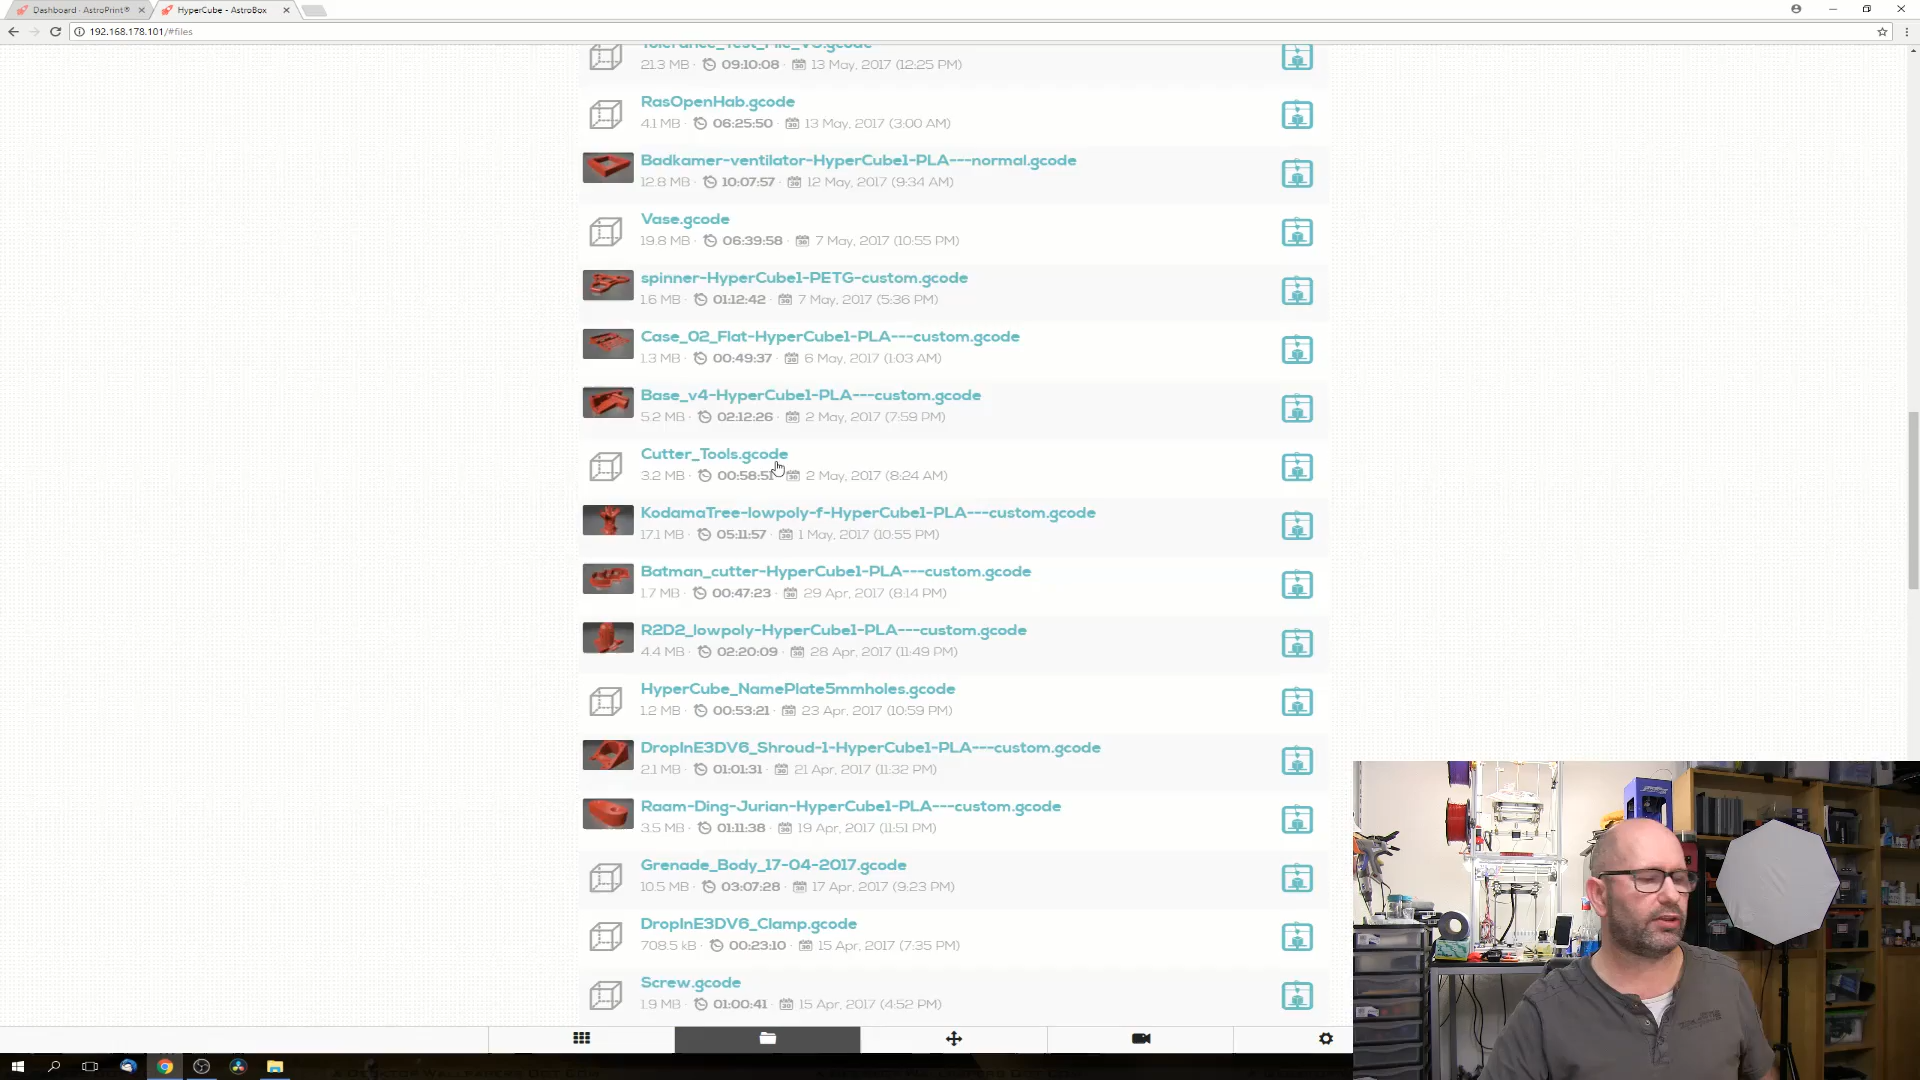 Dashboard - AstroPrint®
HyperCube - AstroBox
192.168.178.101/#files
Tolerance_Test_File_V3.gcode
21.3 MB · 09:10:08 · 13 May, 2017 (12:25 PM)
RasOpenHab.gcode
4.1 MB · 06:25:50 · 13 May, 2017 (3:00 AM)
Badkamer-ventilator-HyperCube1-PLA---normal.gcode
12.8 MB · 10:07:57 · 12 May, 2017 (9:34 AM)
Vase.gcode
19.8 MB · 06:39:58 · 7 May, 2017 (10:55 PM)
spinner-HyperCube1-PETG-custom.gcode
1.6 MB · 01:12:42 · 7 May, 2017 (5:36 PM)
Case_02_Flat-HyperCube1-PLA---custom.gcode
1.3 MB · 00:49:37 · 6 May, 2017 (1:03 AM)
Base_v4-HyperCube1-PLA---custom.gcode
5.2 MB · 02:12:26 · 2 May, 2017 (7:59 PM)
Cutter_Tools.gcode
3.2 MB · 00:58:51 · 2 May, 2017 (8:24 AM)
KodamaTree-lowpoly-f-HyperCube1-PLA---custom.gcode
17.1 MB · 05:11:57 · 1 May, 2017 (10:55 PM)
Batman_cutter-HyperCube1-PLA---custom.gcode
1.7 MB · 00:47:23 · 29 Apr, 2017 (8:14 PM)
R2D2_lowpoly-HyperCube1-PLA---custom.gcode
4.4 MB · 02:20:09 · 28 Apr, 2017 (11:49 PM)
HyperCube_NamePlate5mmholes.gcode
1.2 MB · 00:53:21 · 23 Apr, 2017 (10:59 PM)
DropInE3DV6_Shroud-1-HyperCube1-PLA---custom.gcode
2.1 MB · 01:01:31 · 21 Apr, 2017 (11:32 PM)
Raam-Ding-Jurian-HyperCube1-PLA---custom.gcode
3.5 MB · 01:11:38 · 19 Apr, 2017 (11:51 PM)
Grenade_Body_17-04-2017.gcode
10.5 MB · 03:07:28 · 17 Apr, 2017 (9:23 PM)
DropInE3DV6_Clamp.gcode
708.5 kB · 00:23:10 · 15 Apr, 2017 (7:35 PM)
Screw.gcode
1.9 MB · 01:00:41 · 15 Apr, 2017 (4:52 PM)